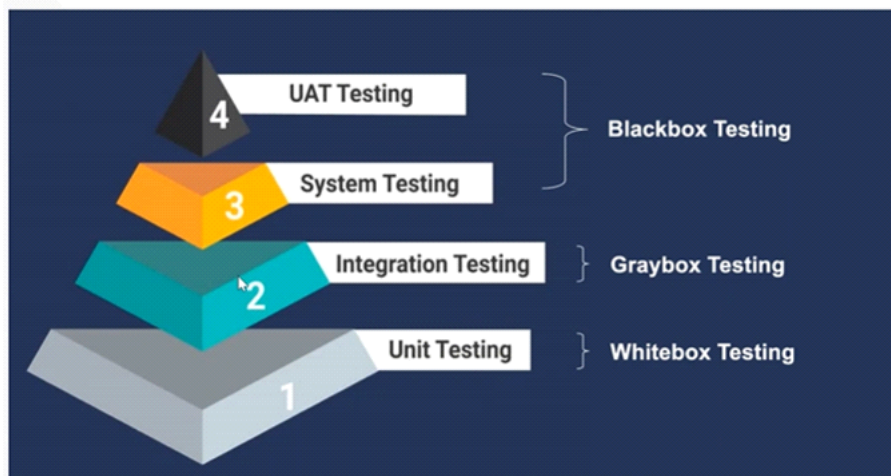 4
UAT Testing
Blackbox Testing
3
System Testing
2
Integration Testing
Graybox Testing
1
Unit Testing
Whitebox Testing